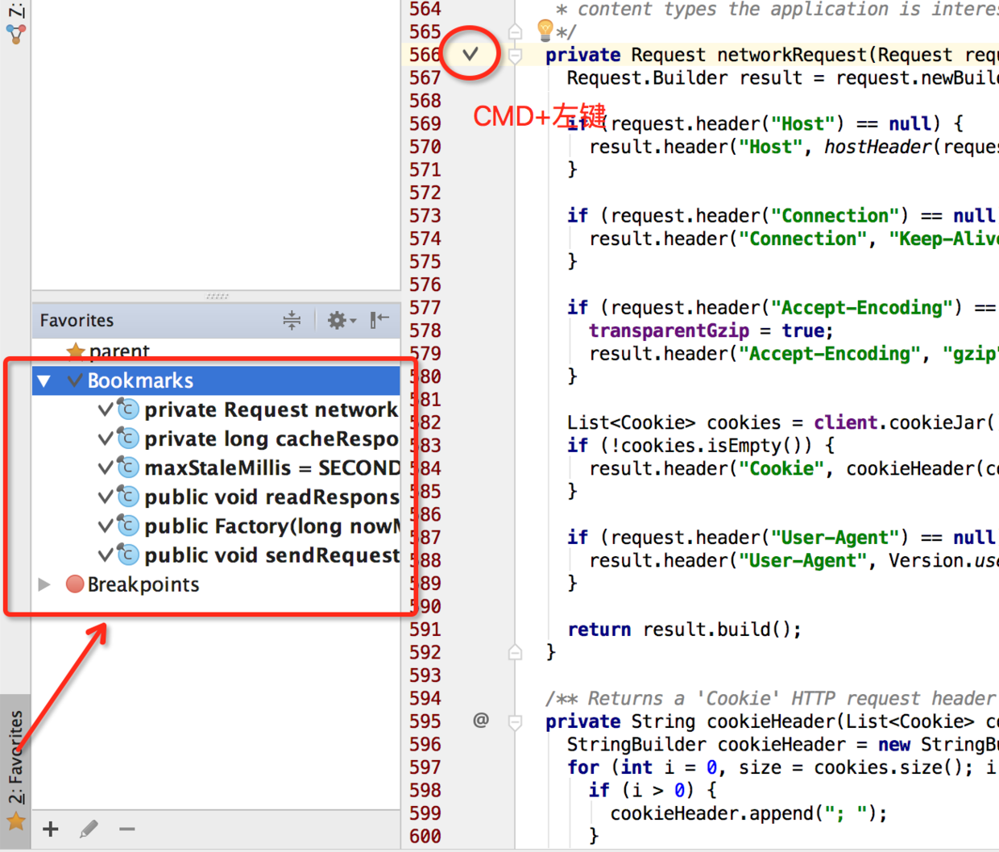 Z:
Favorites
parent
Bookmarks
private Request network
private long cacheRespo
maxStaleMillis = SECOND
public void readRespons
public Factory(long now
public void sendRequest
Breakpoints
2: Favorites
564 * content types the application is interes
565 */
566 private Request networkRequest(Request requ
567 Request.Builder result = request.newBuild
CMD+左键
568
569 if (request.header("Host") == null) {
570 result.header("Host", hostHeader(reques
571 }
572
573 if (request.header("Connection") == null
574 result.header("Connection", "Keep-Alive
575 }
576
577 if (request.header("Accept-Encoding") ==
578 transparentGzip = true;
579 result.header("Accept-Encoding", "gzip"
580 }
581
582 List<Cookie> cookies = client.cookieJar(
583 if (!cookies.isEmpty()) {
584 result.header("Cookie", cookieHeader(co
585 }
586
587 if (request.header("User-Agent") == null
588 result.header("User-Agent", Version.use
589 }
590
591 return result.build();
592 }
593
594 /** Returns a 'Cookie' HTTP request header
595 @ private String cookieHeader(List<Cookie> co
596 StringBuilder cookieHeader = new StringBu
597 for (int i = 0, size = cookies.size(); i
598 if (i > 0) {
599 cookieHeader.append("; ");
600 }